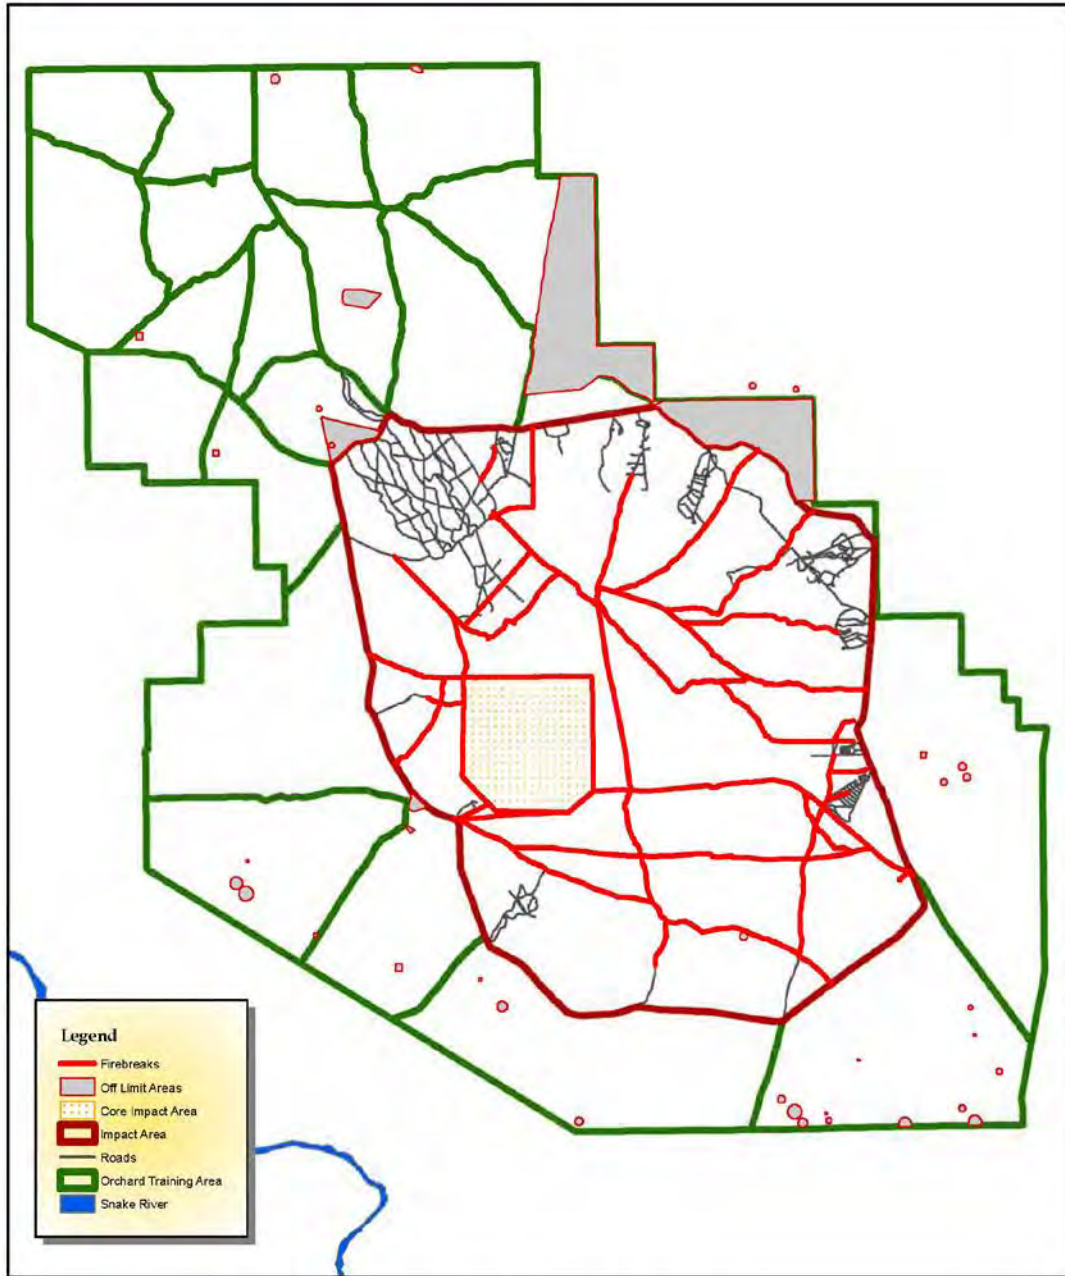 Legend
Firebreaks
Off Limit Areas
Core Impact Area
Impact Area
Roads
Orchard Training Area
Snake River